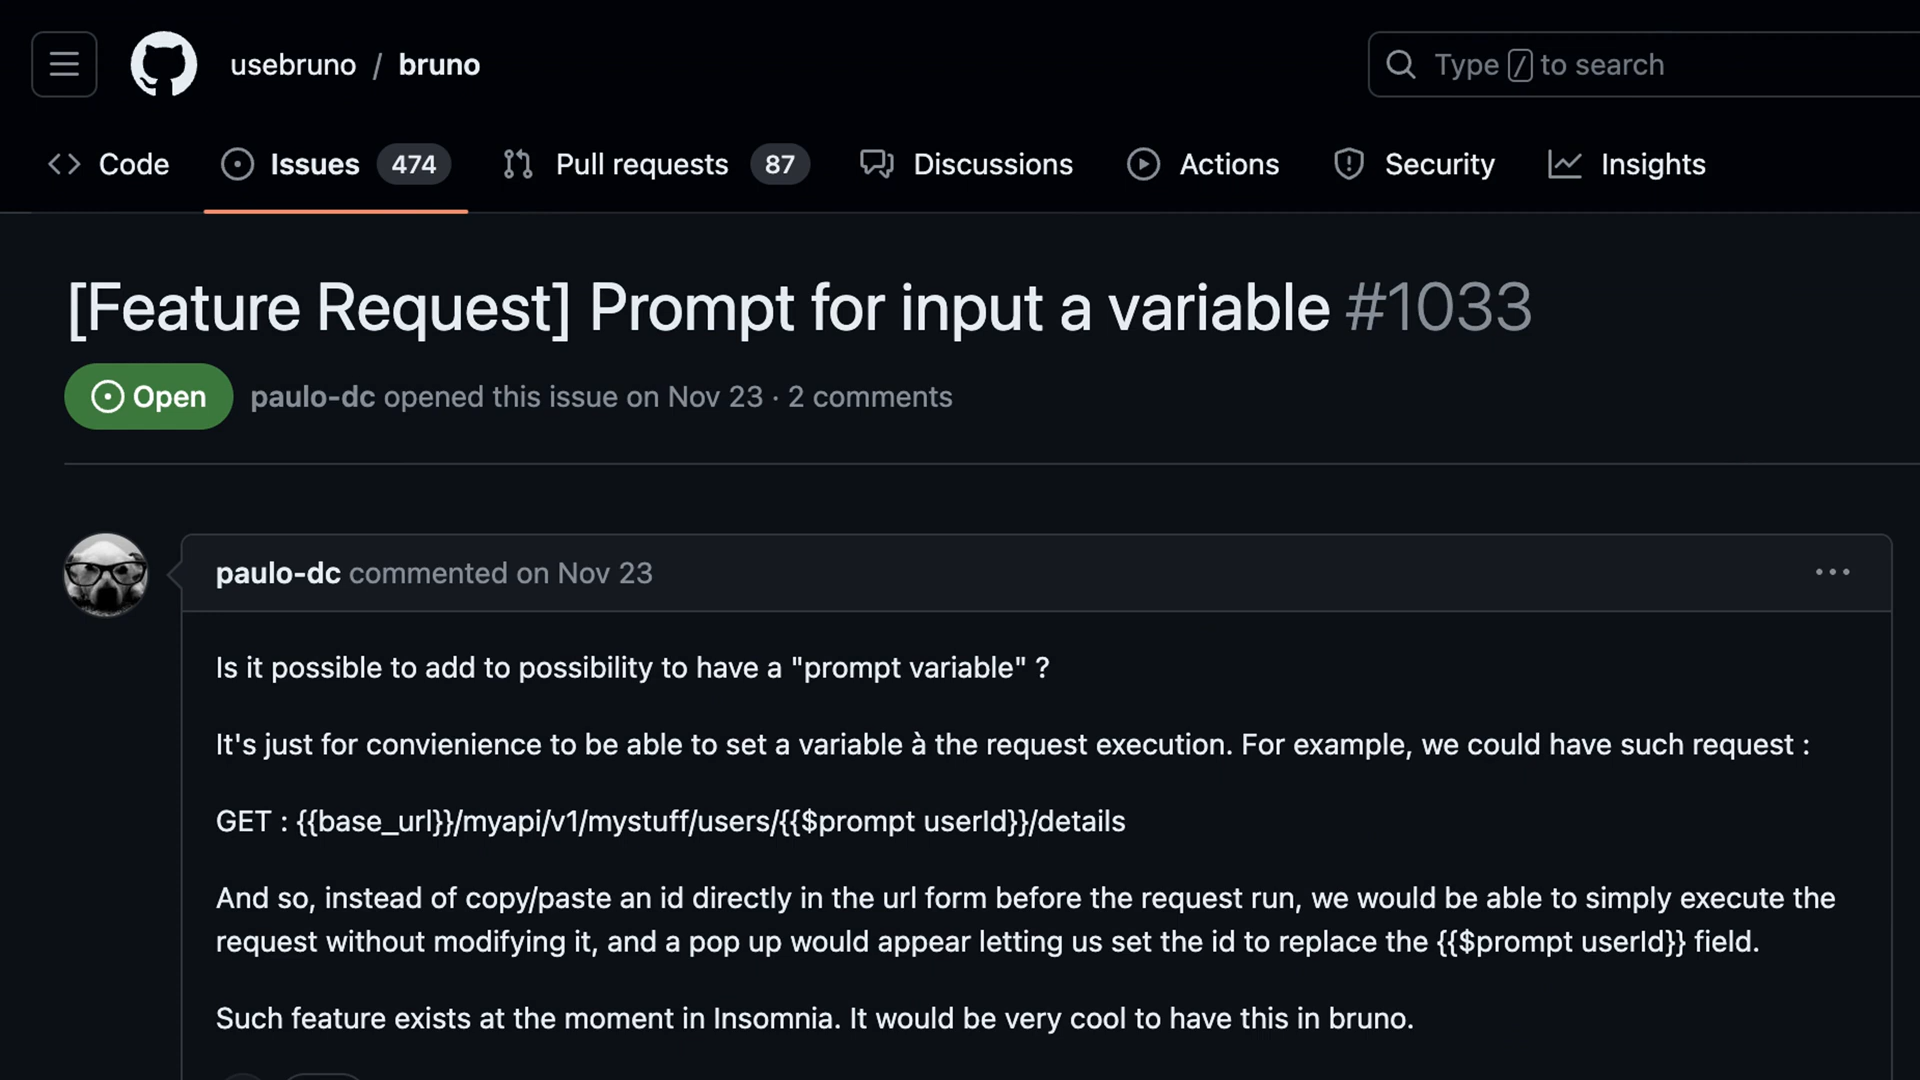 usebruno / bruno
Type / to search
Code
Issues 474
Pull requests 87
Discussions
Actions
Security
Insights
[Feature Request] Prompt for input a variable #1033
Open
paulo-dc opened this issue on Nov 23 · 2 comments
paulo-dc commented on Nov 23
Is it possible to add to possibility to have a "prompt variable" ?
It's just for convienience to be able to set a variable à the request execution. For example, we could have such request :
GET : {{base_url}}/myapi/v1/mystuff/users/{{$prompt userId}}/details
And so, instead of copy/paste an id directly in the url form before the request run, we would be able to simply execute the
request without modifying it, and a pop up would appear letting us set the id to replace the {{$prompt userId}} field.
Such feature exists at the moment in Insomnia. It would be very cool to have this in bruno.